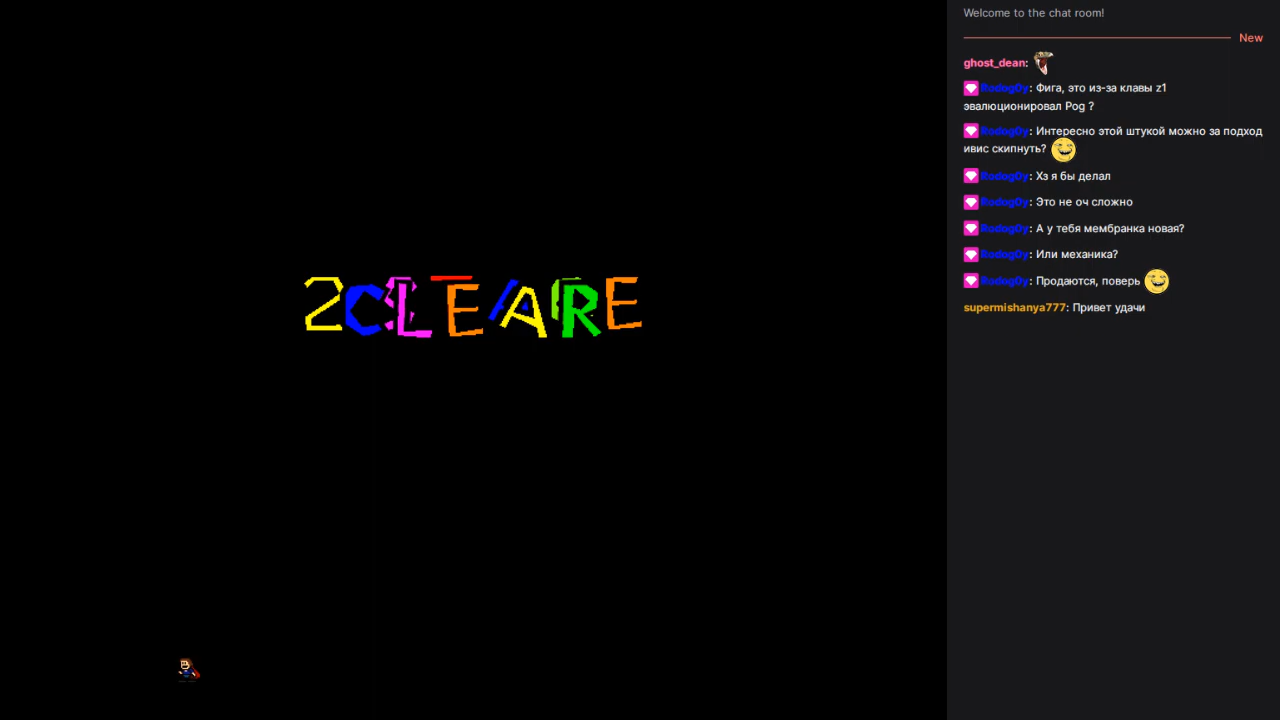 2CLEARE
Welcome to the chat room!
New
ghost_dean:
Rodog0y: Фига, это из-за клавы z1
эвалюционировал Pog ?
Rodog0y: Интересно этой штукой можно за подход
ивис скипнуть?
Rodog0y: Хз я бы делал
Rodog0y: Это не оч сложно
Rodog0y: А у тебя мембранка новая?
Rodog0y: Или механика?
Rodog0y: Продаются, поверь
supermishanya777: Привет удачи